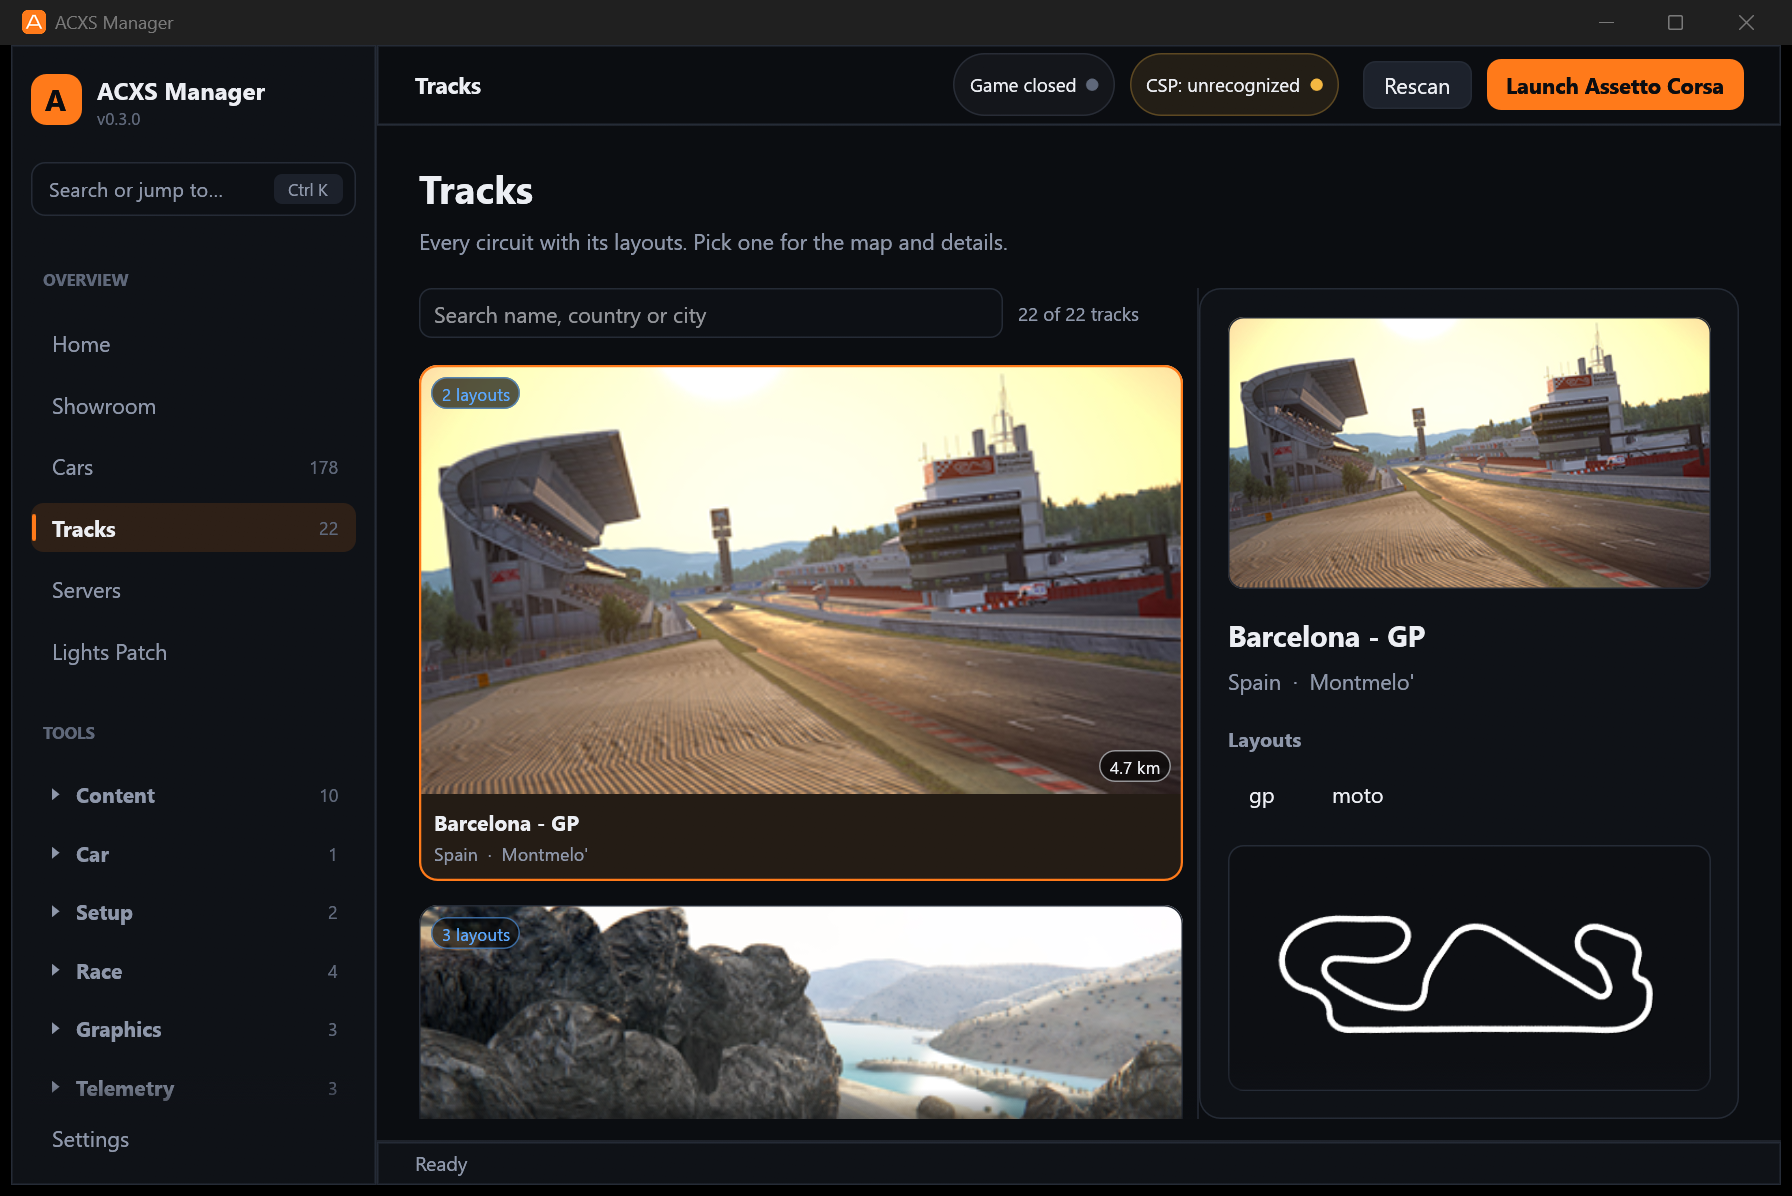 ACXS Manager
A
ACXS Manager
v0.3.0
Search or jump to...
Ctrl K
OVERVIEW
Home
Showroom
Cars 178
Tracks 22
Servers
Lights Patch
TOOLS
Content 10
Car 1
Setup 2
Race 4
Graphics 3
Telemetry 3
Settings
Tracks
Game closed
CSP: unrecognized
Rescan
Launch Assetto Corsa
Tracks
Every circuit with its layouts. Pick one for the map and details.
Search name, country or city
22 of 22 tracks
2 layouts
4.7 km
Barcelona - GP
Spain · Montmelo'
3 layouts
Barcelona - GP
Spain · Montmelo'
Layouts
gp moto
Ready